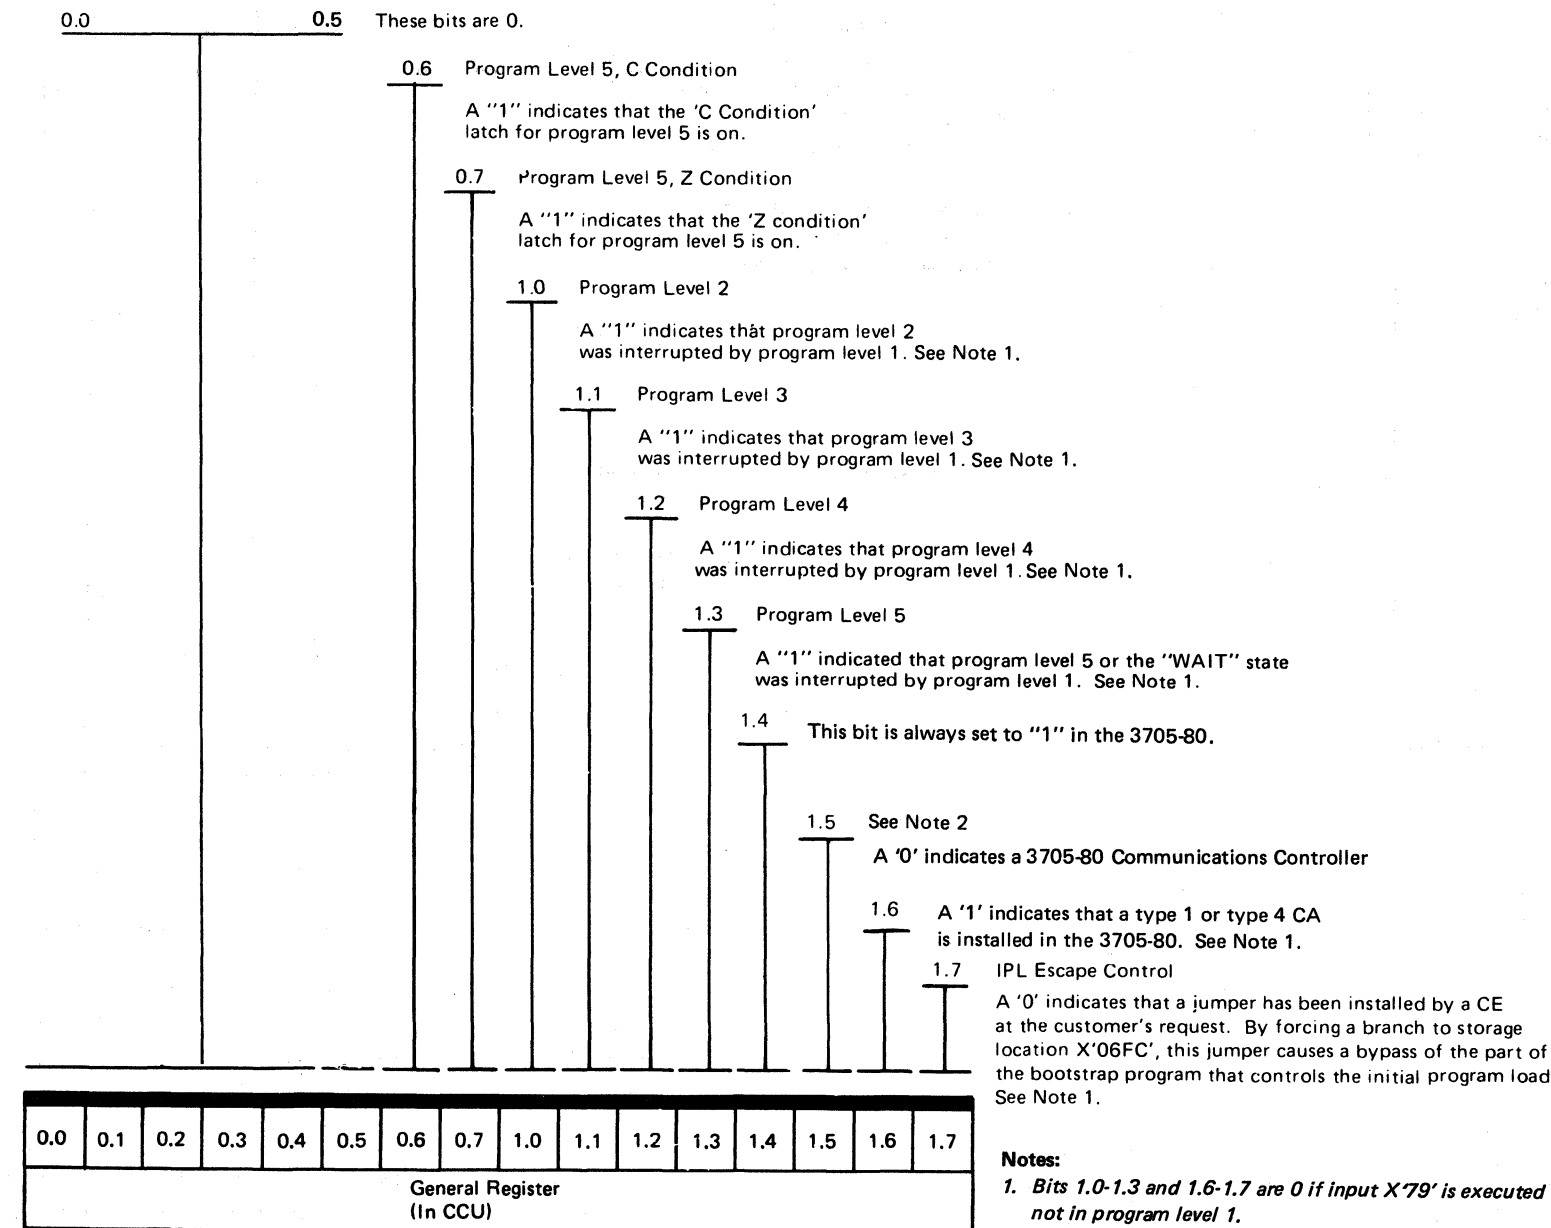 0.0 0.5 These bits are 0.
0.6 Program Level 5, C Condition
A "1" indicates that the 'C Condition'
latch for program level 5 is on.
0.7 Program Level 5, Z Condition
A "1" indicates that the 'Z condition'
latch for program level 5 is on.
1.0 Program Level 2
A "1" indicates that program level 2
was interrupted by program level 1. See Note 1.
1.1 Program Level 3
A "1" indicates that program level 3
was interrupted by program level 1. See Note 1.
1.2 Program Level 4
A "1" indicates that program level 4
was interrupted by program level 1. See Note 1.
1.3 Program Level 5
A "1" indicated that program level 5 or the "WAIT" state
was interrupted by program level 1. See Note 1.
1.4 This bit is always set to "1" in the 3705-80.
1.5 See Note 2
A '0' indicates a 3705-80 Communications Controller
1.6 A '1' indicates that a type 1 or type 4 CA
is installed in the 3705-80. See Note 1.
1.7 IPL Escape Control
A '0' indicates that a jumper has been installed by a CE
at the customer's request. By forcing a branch to storage
location X'06FC', this jumper causes a bypass of the part of
the bootstrap program that controls the initial program load
See Note 1.
0.0 0.1 0.2 0.3 0.4 0.5 0.6 0.7 1.0 1.1 1.2 1.3 1.4 1.5 1.6 1.7
General Register
(In CCU)
Notes:
1. Bits 1.0-1.3 and 1.6-1.7 are 0 if input X'79' is executed
not in program level 1.